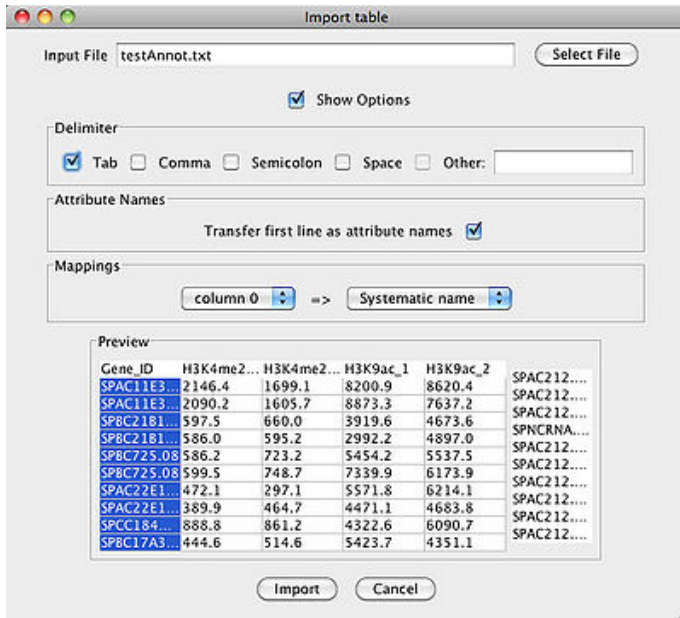 Import table
Input File testAnnot.txt Select File
Show Options
Delimiter
Tab Comma Semicolon Space Other:
Attribute Names
Transfer first line as attribute names
Mappings
column 0 => Systematic name
Preview
Gene_ID H3K4me2... H3K4me2... H3K9ac_1 H3K9ac_2 SPAC212....
SPAC11E3... 2146.4 1699.1 8200.9 8620.4 SPAC212....
SPAC11E3... 2090.2 1605.7 8873.3 7637.2 SPAC212....
SPBC21B1... 597.5 660.0 3919.6 4673.6 SPNCRNA....
SPBC21B1... 586.0 595.2 2992.2 4897.0 SPAC212....
SPBC725.08 586.2 723.2 5454.2 5537.5 SPAC212....
SPBC725.08 599.5 748.7 7339.9 6173.9 SPAC212....
SPAC22E1... 472.1 297.1 5571.8 6214.1 SPAC212....
SPAC22E1... 389.9 464.7 4471.1 4683.8 SPAC212....
SPCC184... 888.8 861.2 4322.6 6090.7 SPAC212....
SPBC17A3... 444.6 514.6 5423.7 4351.1
Import Cancel